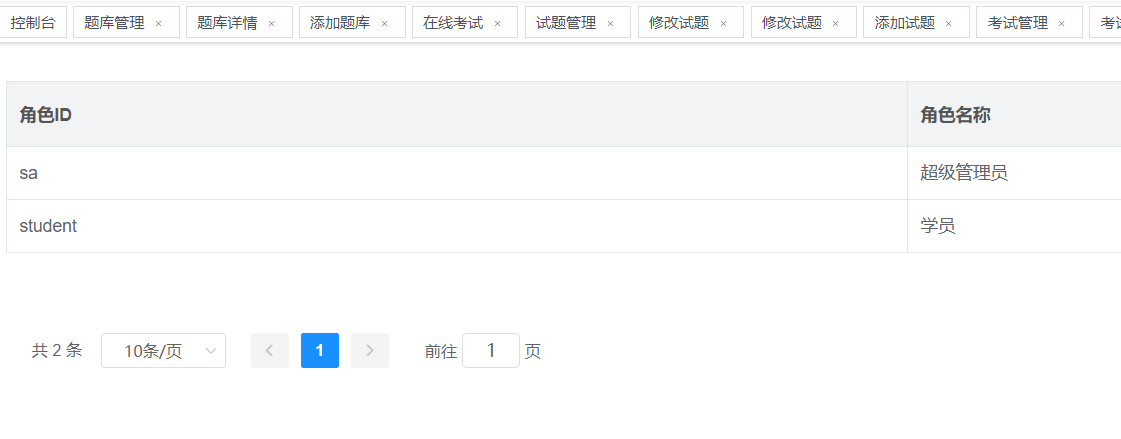 控制台 题库管理 × 题库详情 × 添加题库 × 在线考试 × 试题管理 × 修改试题 × 修改试题 × 添加试题 × 考试管理 × 考
角色ID 角色名称
sa 超级管理员
student 学员
共 2 条 10条/页 1 前往 1 页